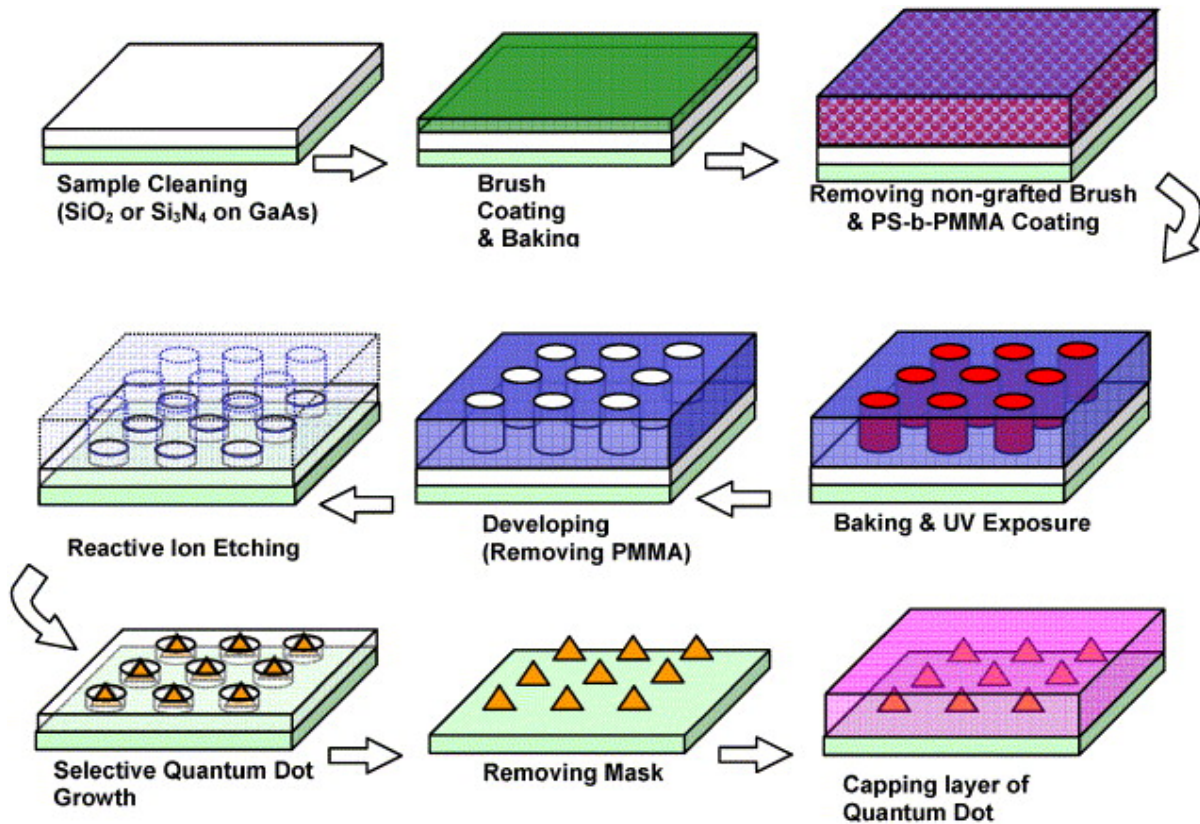 Sample Cleaning
(SiO₂ or Si₃N₄ on GaAs)
Brush
Coating
& Baking
Removing non-grafted Brush
& PS-b-PMMA Coating
Baking & UV Exposure
Developing
(Removing PMMA)
Reactive Ion Etching
Selective Quantum Dot
Growth
Removing Mask
Capping layer of
Quantum Dot